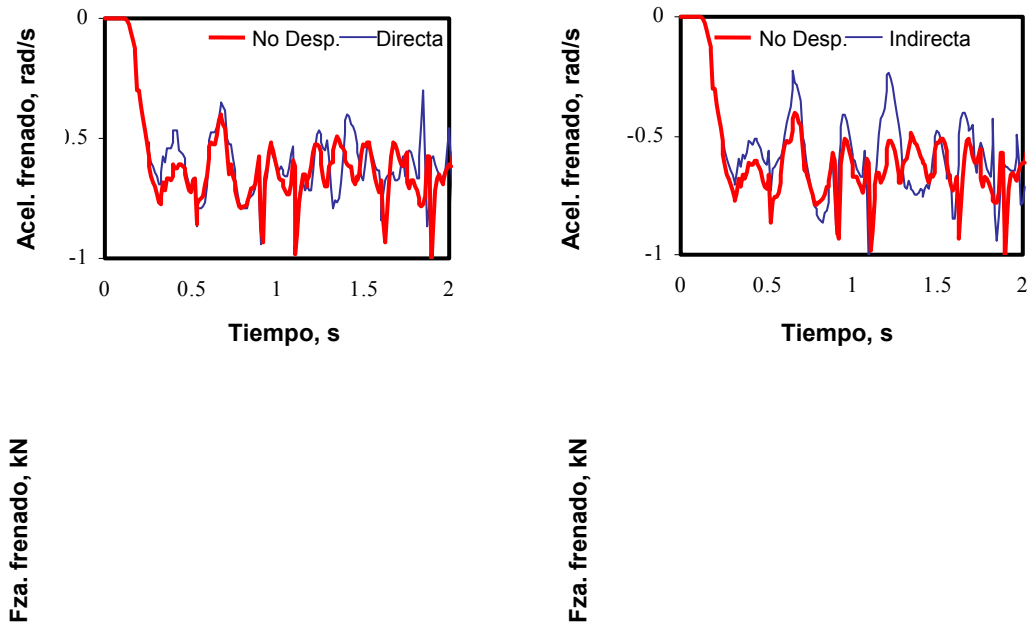 Acel. frenado, rad/s
0
No Desp.
Directa
).5
-1
0
0.5
1
1.5
2
Tiempo, s
Acel. frenado, rad/s
0
No Desp.
Indirecta
-0.5
-1
0
0.5
1
1.5
2
Tiempo, s
Fza. frenado, kN
Fza. frenado, kN